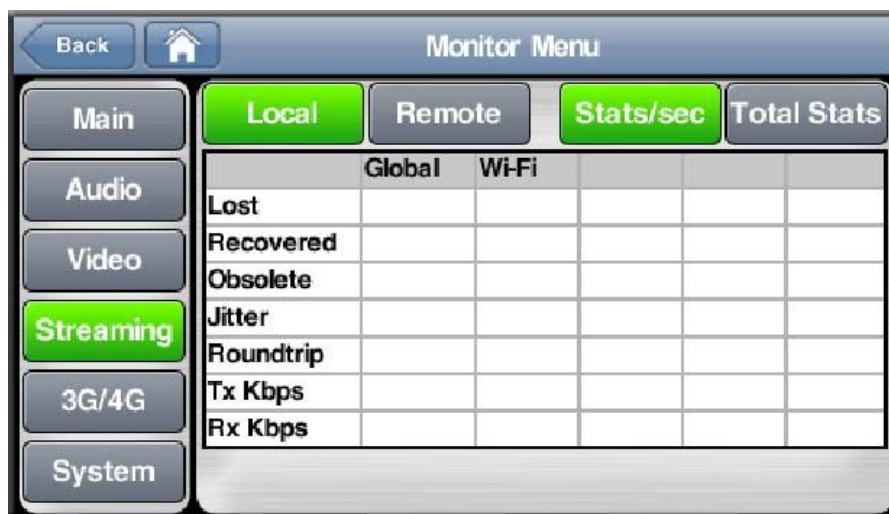 Back
Monitor Menu
Main
Audio
Video
Streaming
3G/4G
System
Local
Remote
Stats/sec
Total Stats
Global Wi-Fi
Lost
Recovered
Obsolete
Jitter
Roundtrip
Tx Kbps
Rx Kbps